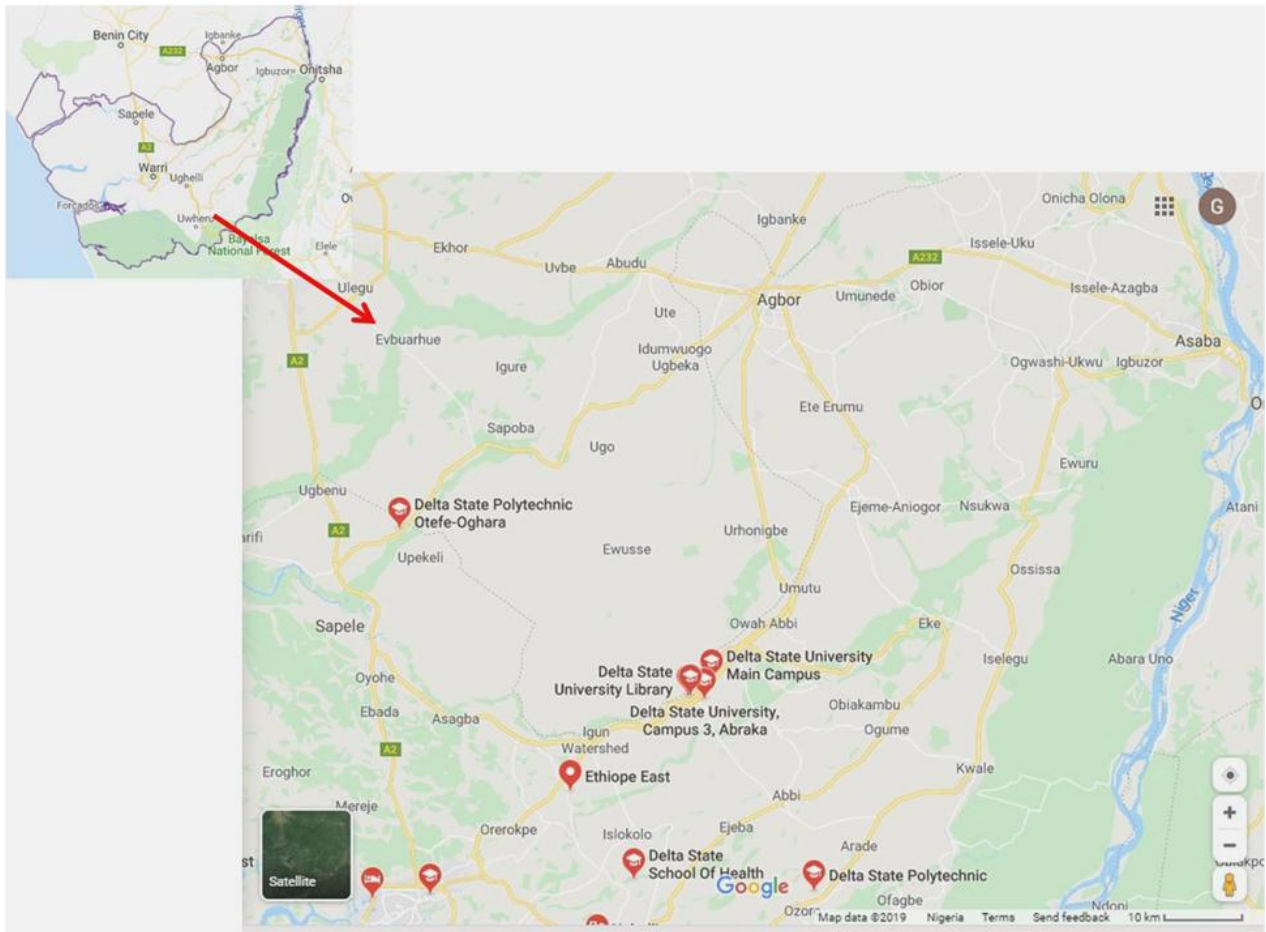 Benin City
Igbanke
A232
Agbor
Igbuzor
Onitsha
Sapele
A2
Warri
Ughelli
Forcados
Uwheru
Bayelsa
National Forest
Elele
Onicha Olona
G
Igbanke
Ekhor
Issele-Uku
Uvbe
Abudu
A232
Ulegu
Agbor
Umunede
Obior
Issele-Azagba
Ute
Evbuarhue
Asaba
A2
Igure
Idumwuogo
Ugbeka
Ogwashi-Ukwu
Igbuzor
Ete Erumu
Sapoba
Ugo
Ewuru
Ugbenu
Delta State Polytechnic
Otefe-Oghara
Ejeme-Aniogor
Nsukwa
Atani
A2
Urhonigbe
Upekeli
Ewusse
Ossissa
Umutu
Niger
Sapele
Owah Abbi
Eke
Delta State
University Library
Delta State University
Main Campus
Iselegu
Abara Uno
Oyohe
Ebada
Asagba
Delta State University,
Campus 3, Abraka
Obiakambu
Ogume
Igun
Watershed
A2
Eroghor
Ethiope East
Kwale
Mereje
Abbi
Orerokpe
Islokolo
Ejeba
Arade
Delta State
School Of Health
Delta State Polytechnic
Satellite
Google
Ofagbe
Ndoni
Map data ©2019 Nigeria Terms Send feedback 10 km